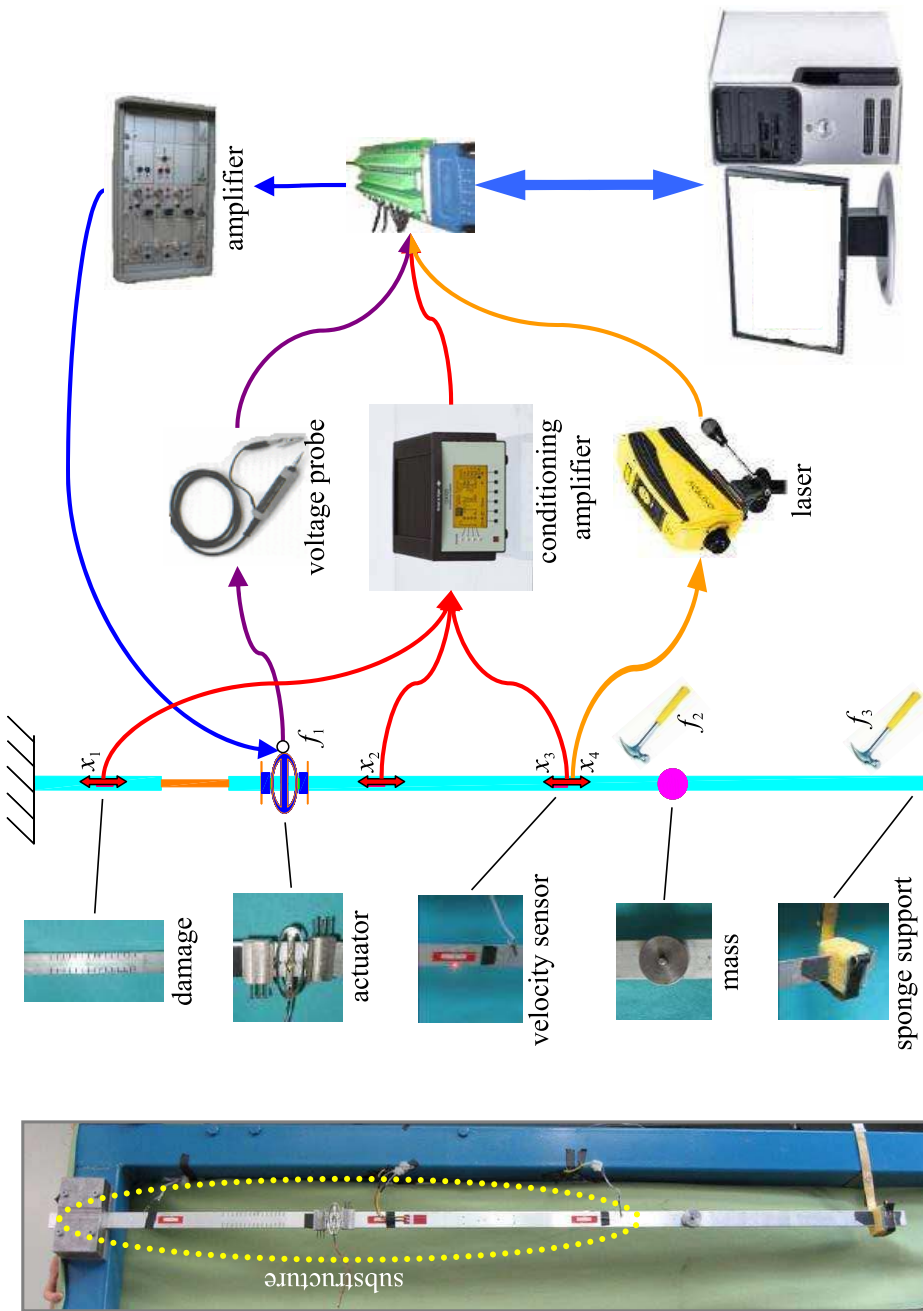 amplifier
voltage probe
conditioning
amplifier
laser
x1
f1
x2
x3
x4
f2
f3
damage
actuator
velocity sensor
mass
sponge support
substructure